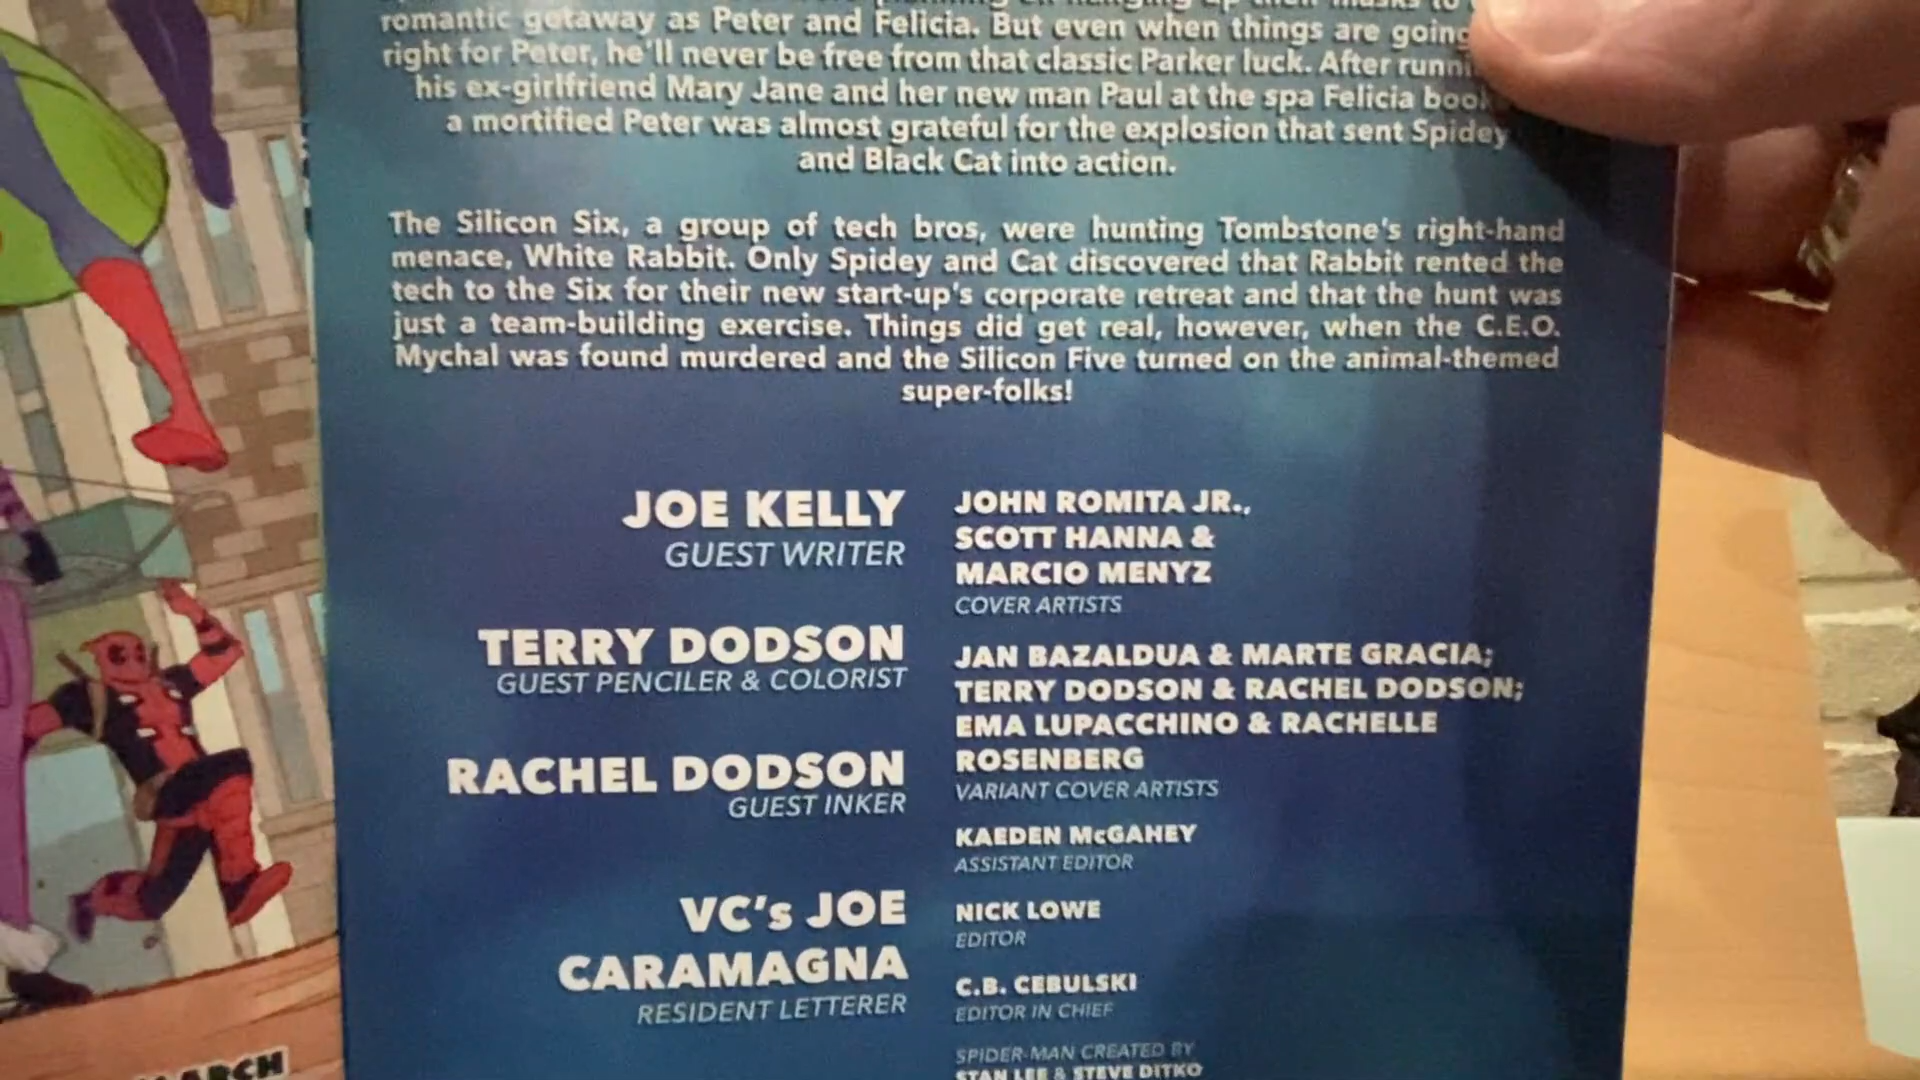 romantic getaway as Peter and Felicia. But even when things are going
right for Peter, he'll never be free from that classic Parker luck. After
his ex-girlfriend Mary Jane and her new man Paul at the spa Felicia
a mortified Peter was almost grateful for the explosion that sent Spidey
and Black Cat into action.
The Silicon Six, a group of tech bros, were hunting Tombstone's right-hand
menace, White Rabbit. Only Spidey and Cat discovered that Rabbit rented the
tech to the Six for their new start-up's corporate retreat and that the hunt was
just a team-building exercise. Things did get real, however, when the C.E.O.
Mychal was found murdered and the Silicon Five turned on the animal-themed
super-folks!
JOE KELLY
GUEST WRITER
TERRY DODSON
GUEST PENCILER & COLORIST
RACHEL DODSON
GUEST INKER
VC's JOE
CARAMAGNA
RESIDENT LETTERER
JOHN ROMITA JR.,
SCOTT HANNA &
MARCIO MENYZ
COVER ARTISTS
JAN BAZALDUA & MARTE GRACIA;
TERRY DODSON & RACHEL DODSON;
EMA LUPACCHINO & RACHELLE
ROSENBERG
VARIANT COVER ARTISTS
KAEDEN McGAHEY
ASSISTANT EDITOR
NICK LOWE
EDITOR
C.B. CEBULSKI
EDITOR IN CHIEF
SPIDER-MAN CREATED BY
STAN LEE & STEVE DITKO